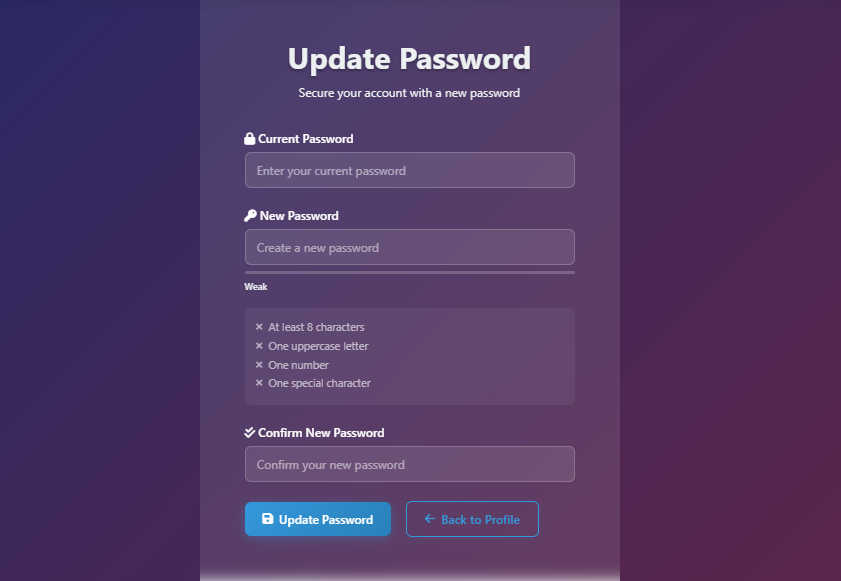 Update Password
Secure your account with a new password
Current Password
Enter your current password
New Password
Create a new password
Weak
× At least 8 characters
× One uppercase letter
× One number
× One special character
Confirm New Password
Confirm your new password
Update Password
← Back to Profile